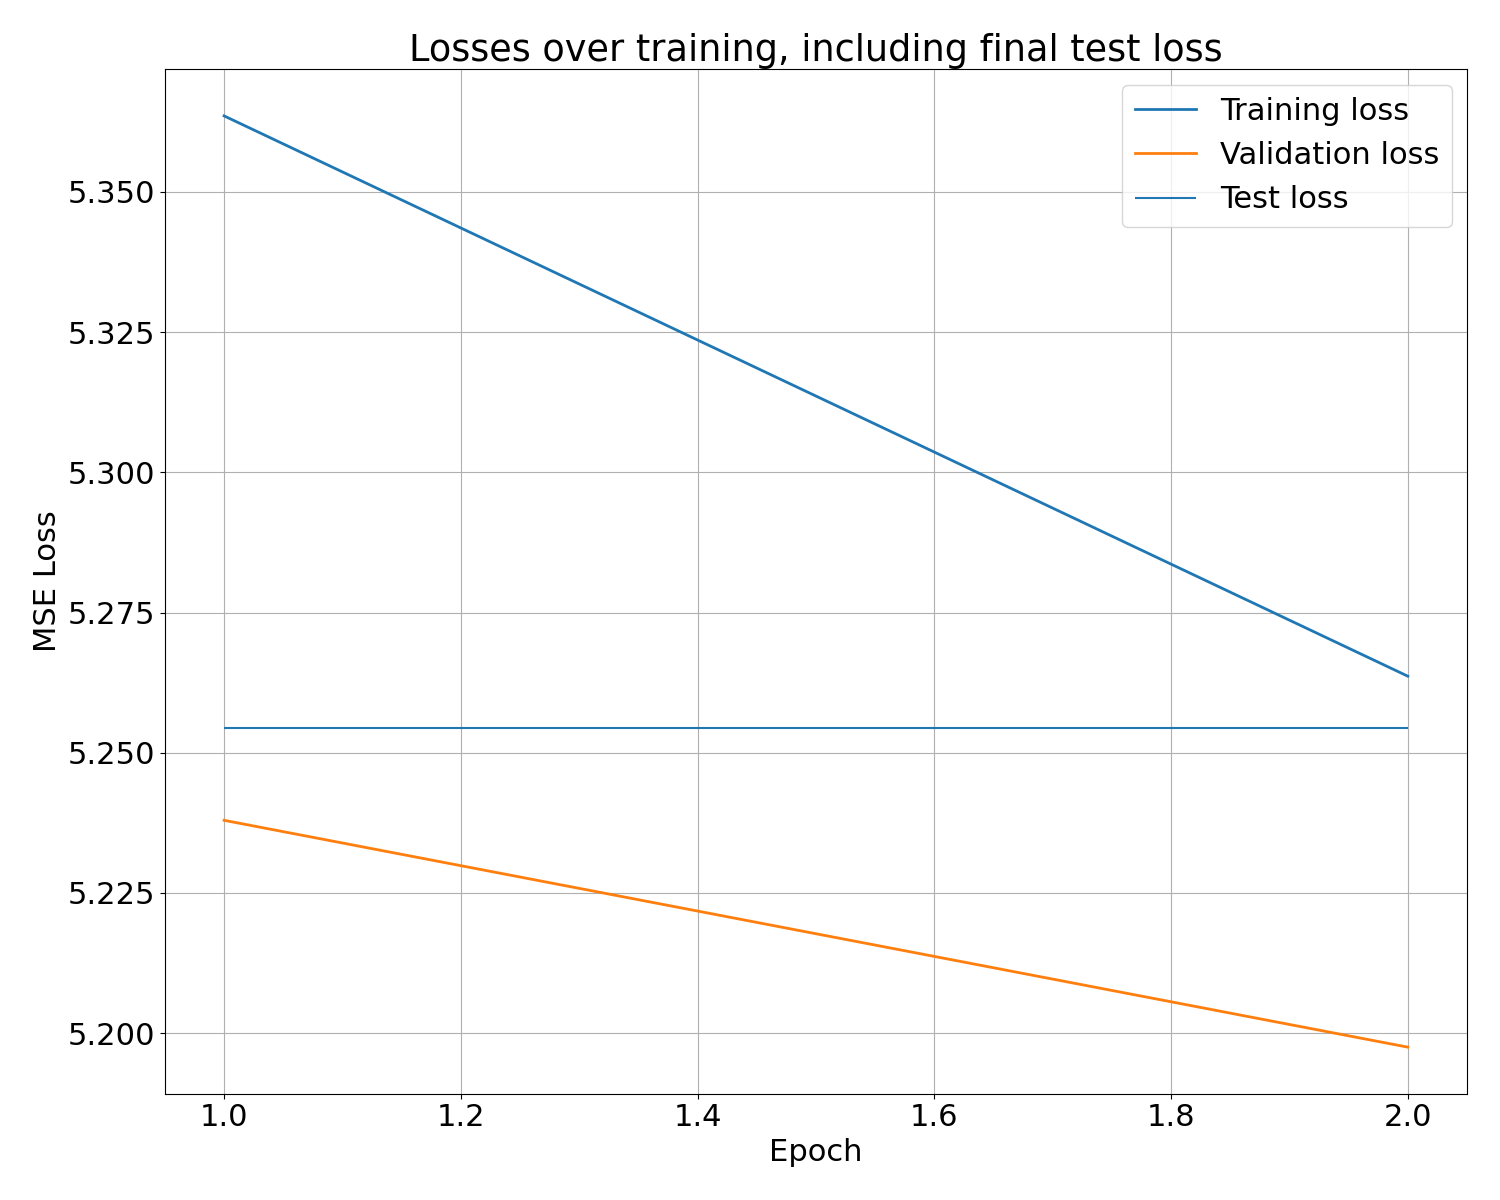 Losses over training, including final test loss
Training loss
Validation loss
Test loss
5.350
5.325
5.300
5.275
5.250
5.225
5.200
MSE Loss
1.0 1.2 1.4 1.6 1.8 2.0
Epoch